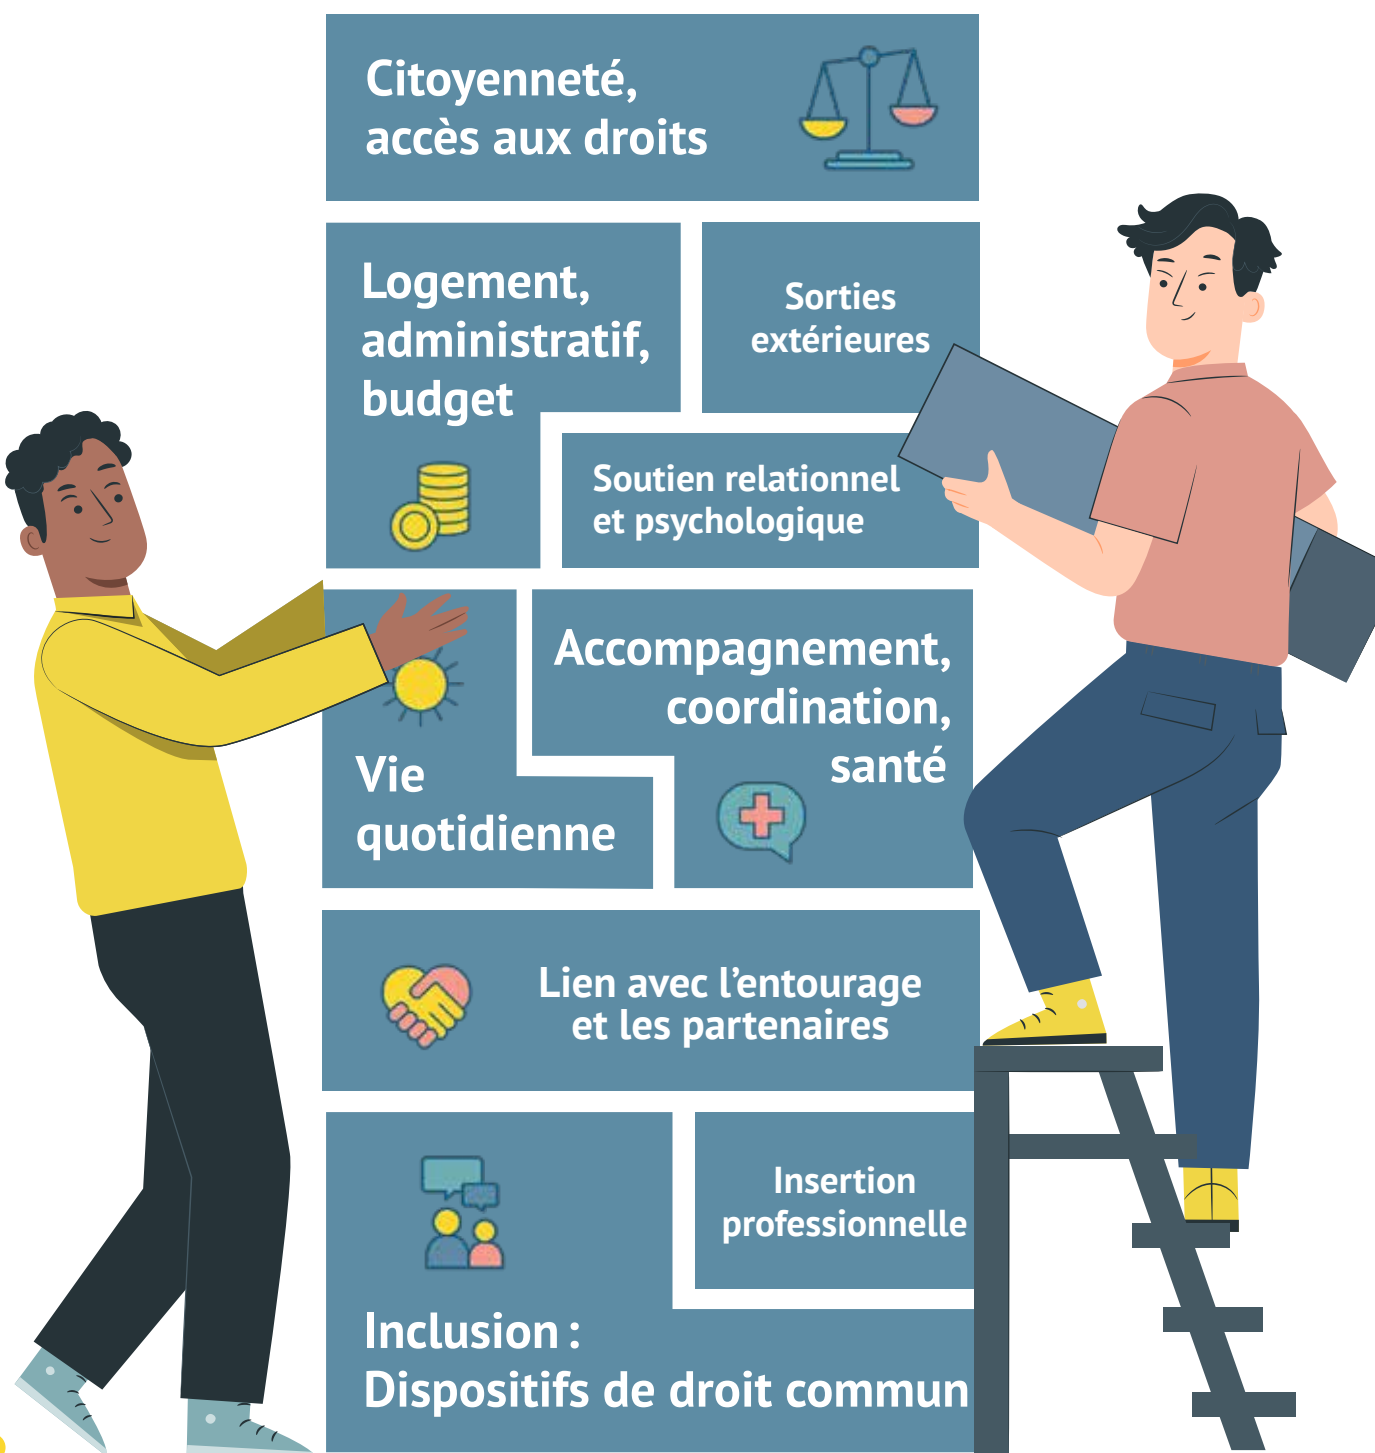 Citoyenneté,
accès aux droits
Logement,
administratif,
budget
Sorties
extérieures
Soutien relationnel
et psychologique
Vie
quotidienne
Accompagnement,
coordination,
santé
Lien avec l’entourage
et les partenaires
Insertion
professionnelle
Inclusion :
Dispositifs de droit commun